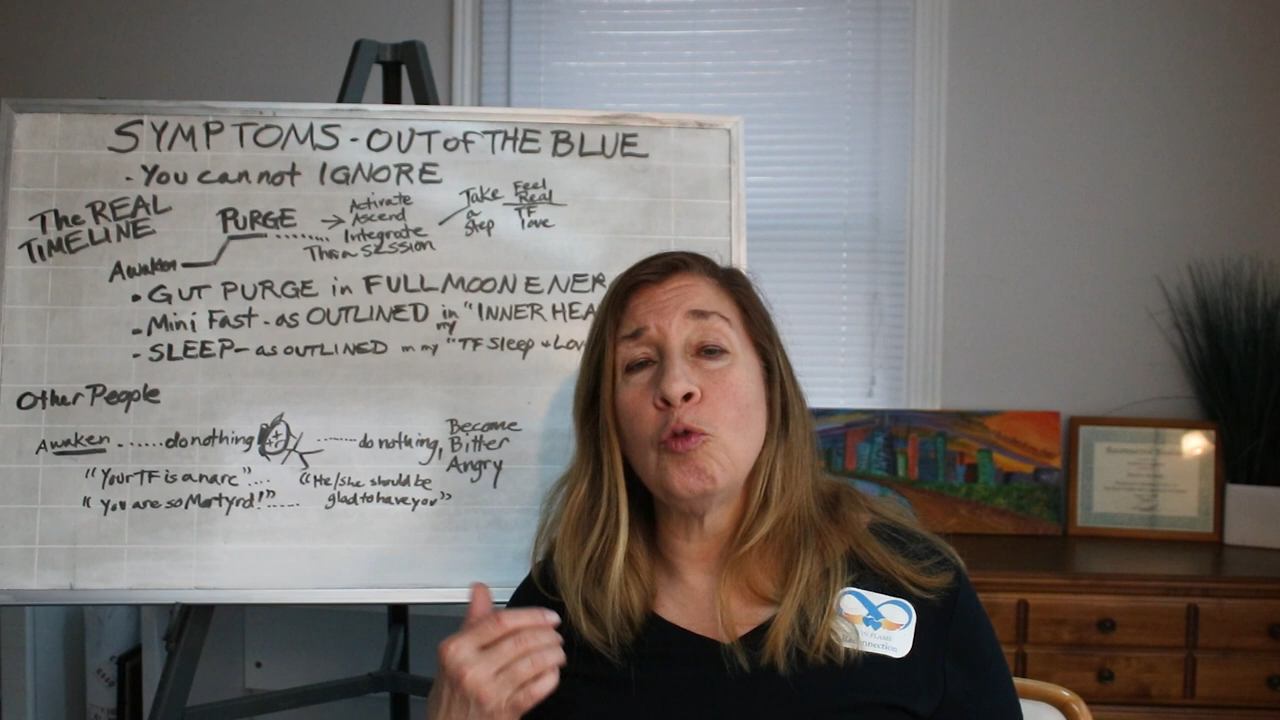 SYMPTOMS - OUT of THE BLUE
- You cannot IGNORE
The REAL TIMELINE
Awaken
PURGE
→ Activate
Ascend
Integrate
Thru SESSION
Take a step
Feel Real
TF love
• GUT PURGE in FULL MOON ENER
- Mini Fast - as OUTLINED in my "INNER HEA
- SLEEP - as OUTLINED in my "TF Sleep + Lov
Other People
Awaken ...... do nothing ...... do nothing, Become Bitter Angry
"Your TF is a narc".... "He/She should be
"You are so Martyrd!"..... glad to have you"
FLAME